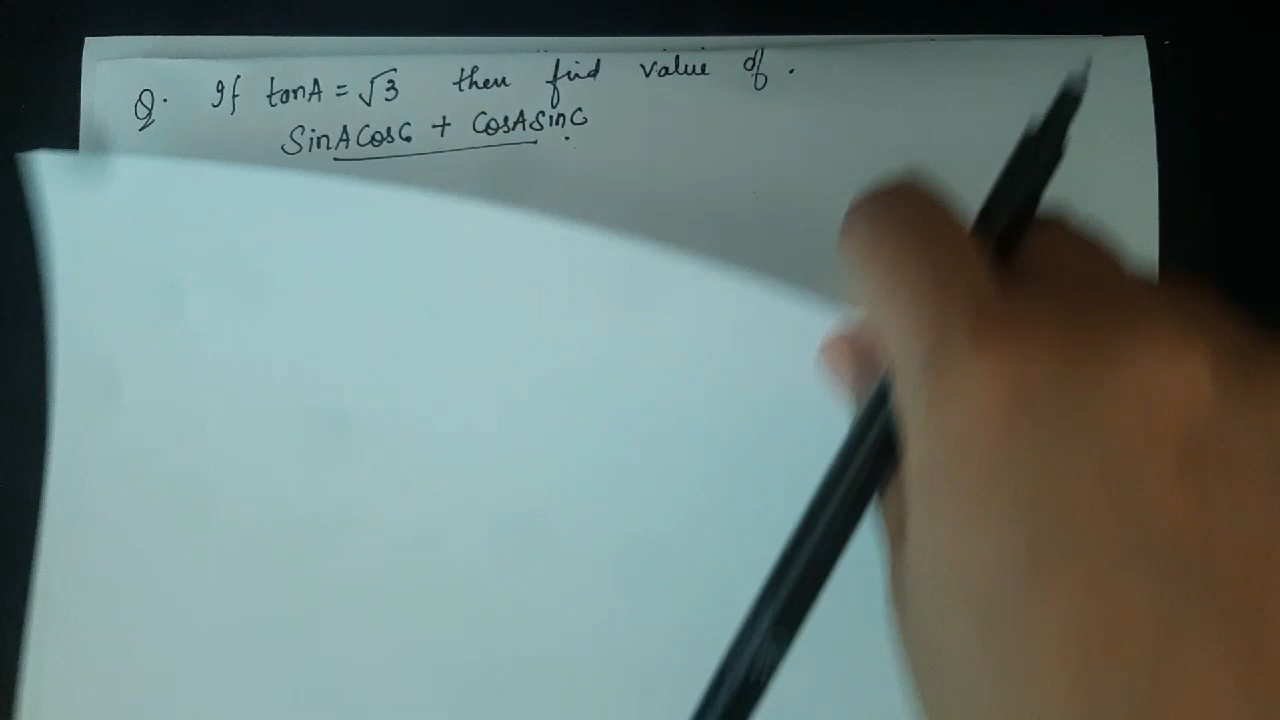 Q. If tanA = √3 then find value of.
SinACosC + CosASinC